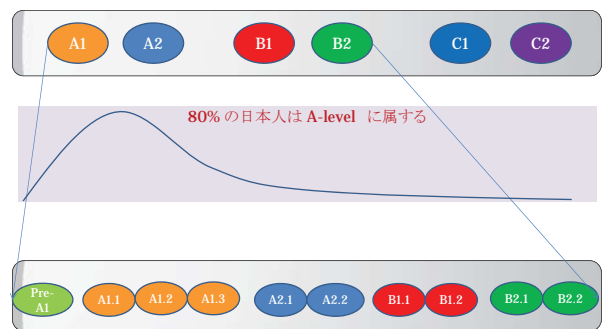 A1 A2 B1 B2 C1 C2
80% の日本人は A-level に属する
Pre-
A1
A1.1 A1.2 A1.3 A2.1 A2.2 B1.1 B1.2 B2.1 B2.2